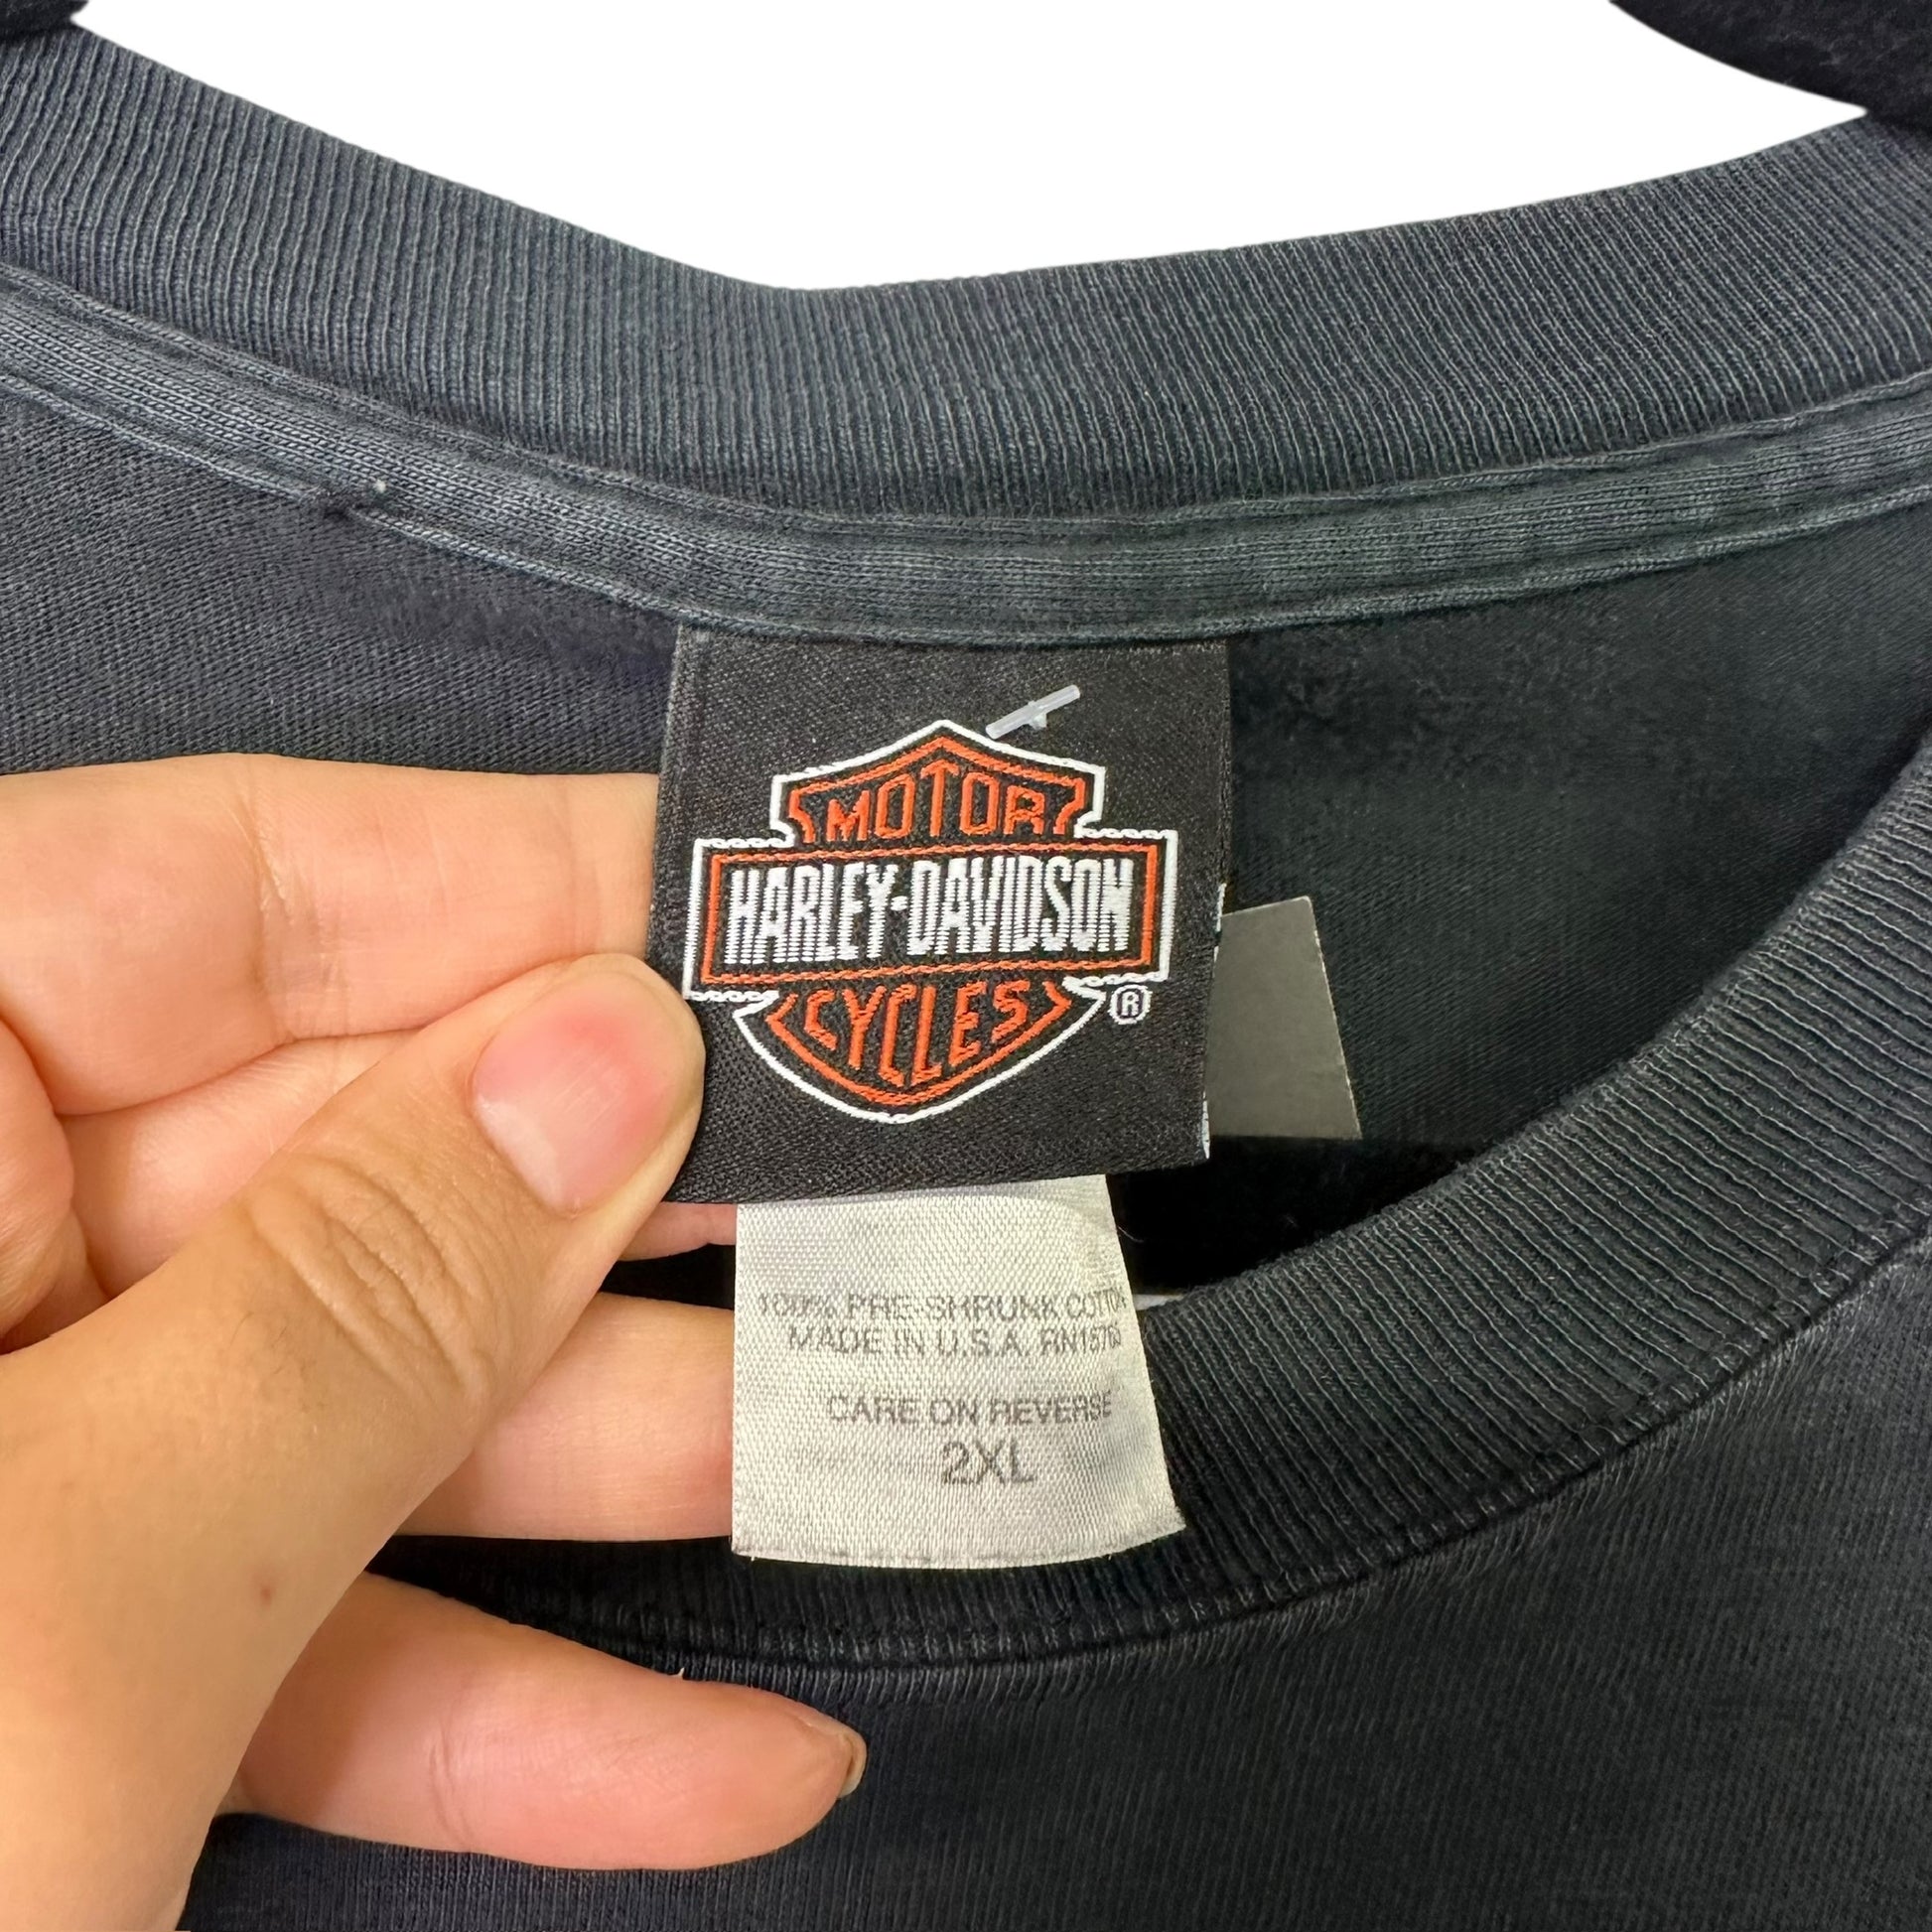 MOTOR
HARLEY-DAVIDSON
CYCLES
®
100% PRE-SHRUNK COTTON
MADE IN U.S.A. RN15763
CARE ON REVERSE
2XL